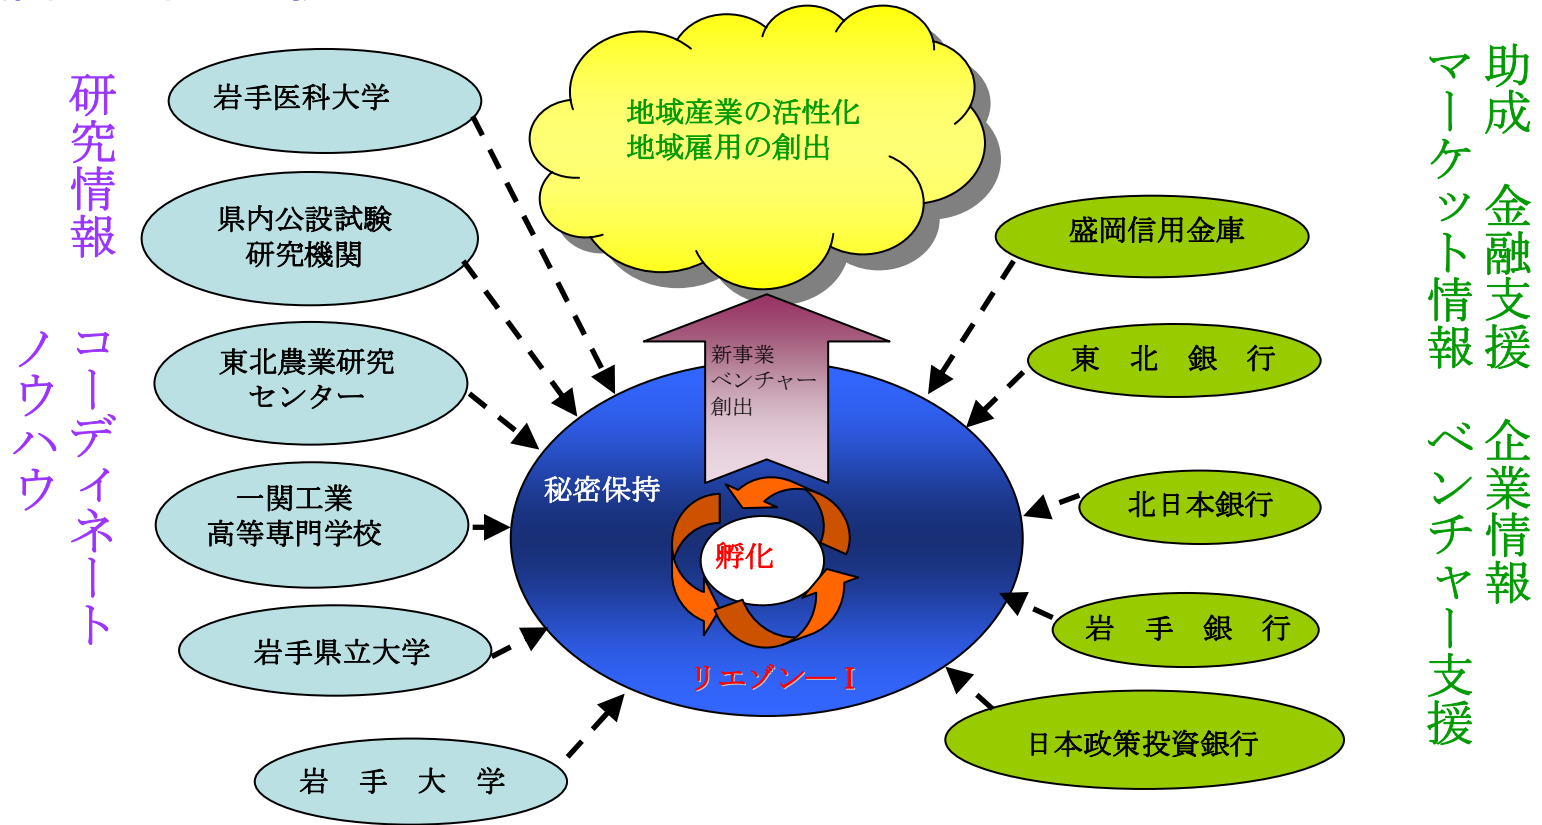 研究情報
コーディネート
ノウハウ
岩手医科大学
県内公設試験
研究機関
東北農業研究
センター
一関工業
高等専門学校
岩手県立大学
岩　手　大　学
地域産業の活性化
地域雇用の創出
新事業
ベンチャー
創出
秘密保持
孵化
リエゾン―Ⅰ
盛岡信用金庫
東　北　銀　行
北日本銀行
岩　手　銀　行
日本政策投資銀行
助成　金融支援　企業情報
マーケット情報　ベンチャー支援